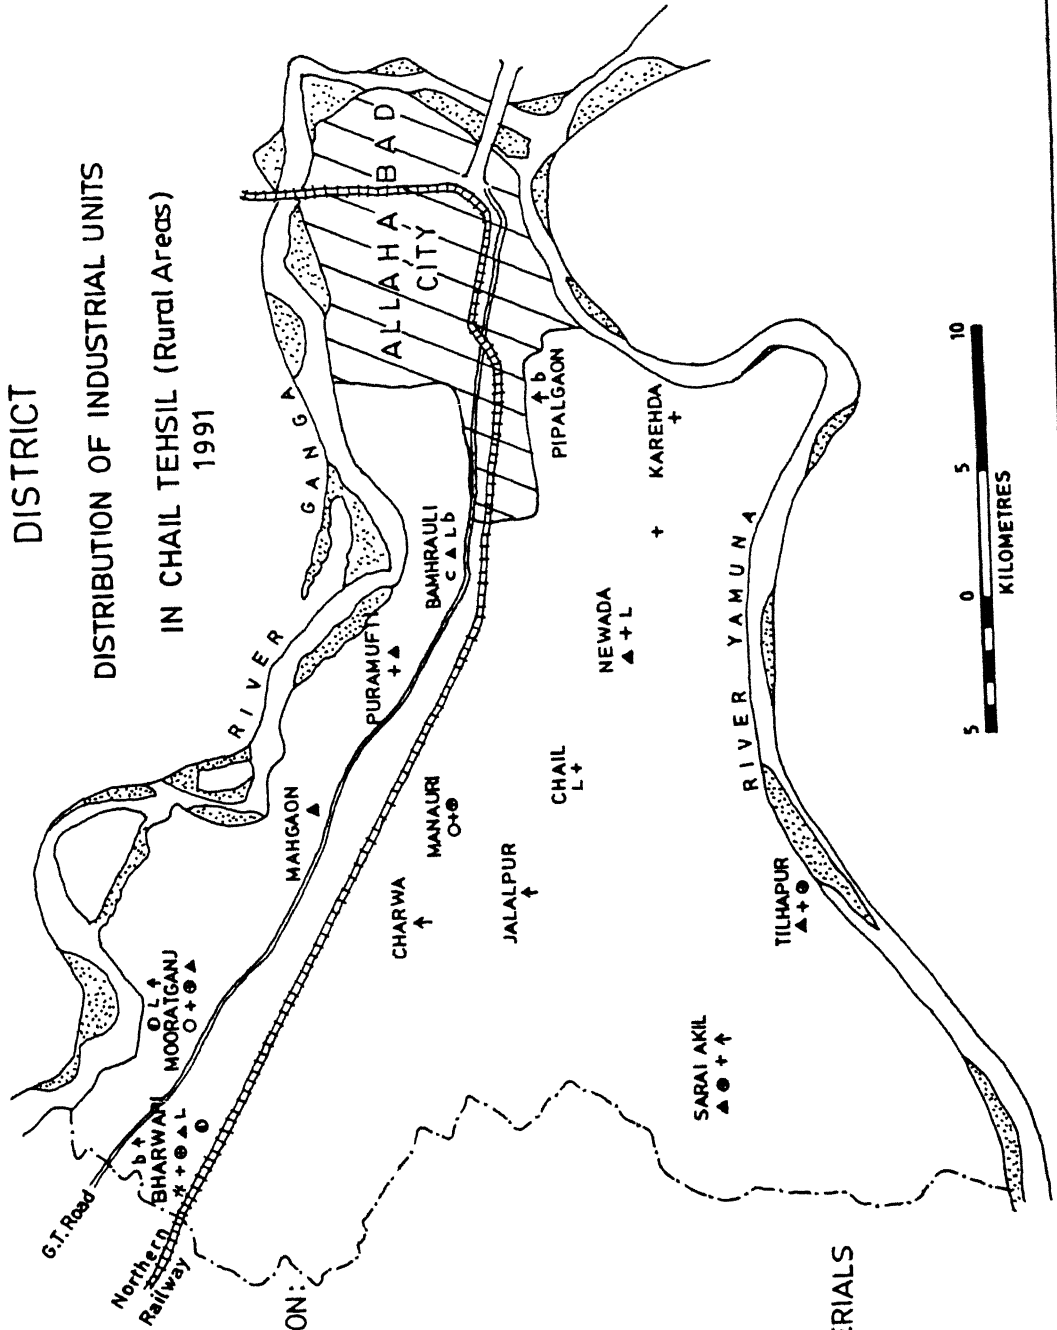 DISTRICT
DISTRIBUTION OF INDUSTRIAL UNITS
IN CHAIL TEHSIL (Rural Areas)
1991
RIVER GANGA
ALLAHABAD
CITY
G.T. Road
Northern
Railway
b
BHARWARI
L
L
MOORATGANJ
MAHGAON
PURAMUFTI
BAMHRAULI
c L b
MANAURI
CHARWA
JALALPUR
CHAIL
L
NEWADA
L
b
PIPALGAON
KAREHDA
SARAI AKIL
TILHAPUR
RIVER YAMUNA
5 0 5 10
KILOMETRES
ON:
ERIALS